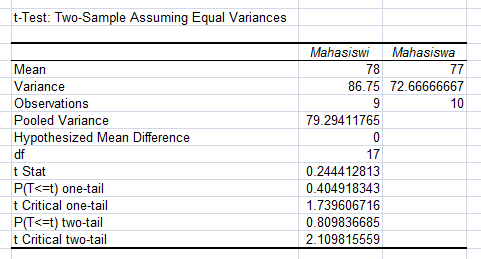 t-Test: Two-Sample Assuming Equal Variances
Mahasiswi Mahasiswa
Mean 78 77
Variance 86.75 72.66666667
Observations 9 10
Pooled Variance 79.29411765
Hypothesized Mean Difference 0
df 17
t Stat 0.244412813
P(T<=t) one-tail 0.404918343
t Critical one-tail 1.739606716
P(T<=t) two-tail 0.809836685
t Critical two-tail 2.109815559